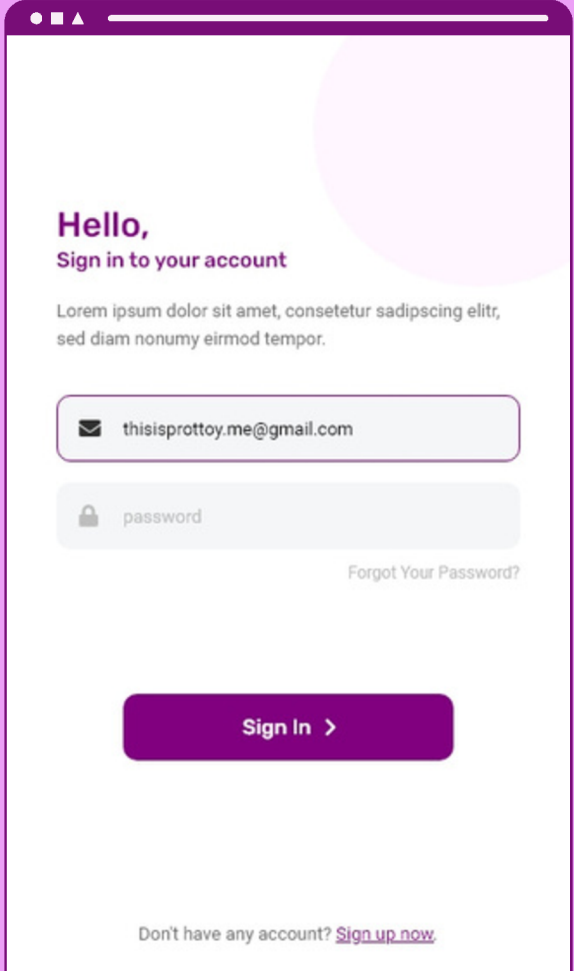 Hello,
Sign in to your account
Lorem ipsum dolor sit amet, consetetur sadipscing elitr,
sed diam nonumy eirmod tempor.
thisisprottoy.me@gmail.com
password
Forgot Your Password?
Sign In
Don't have any account? Sign up now.